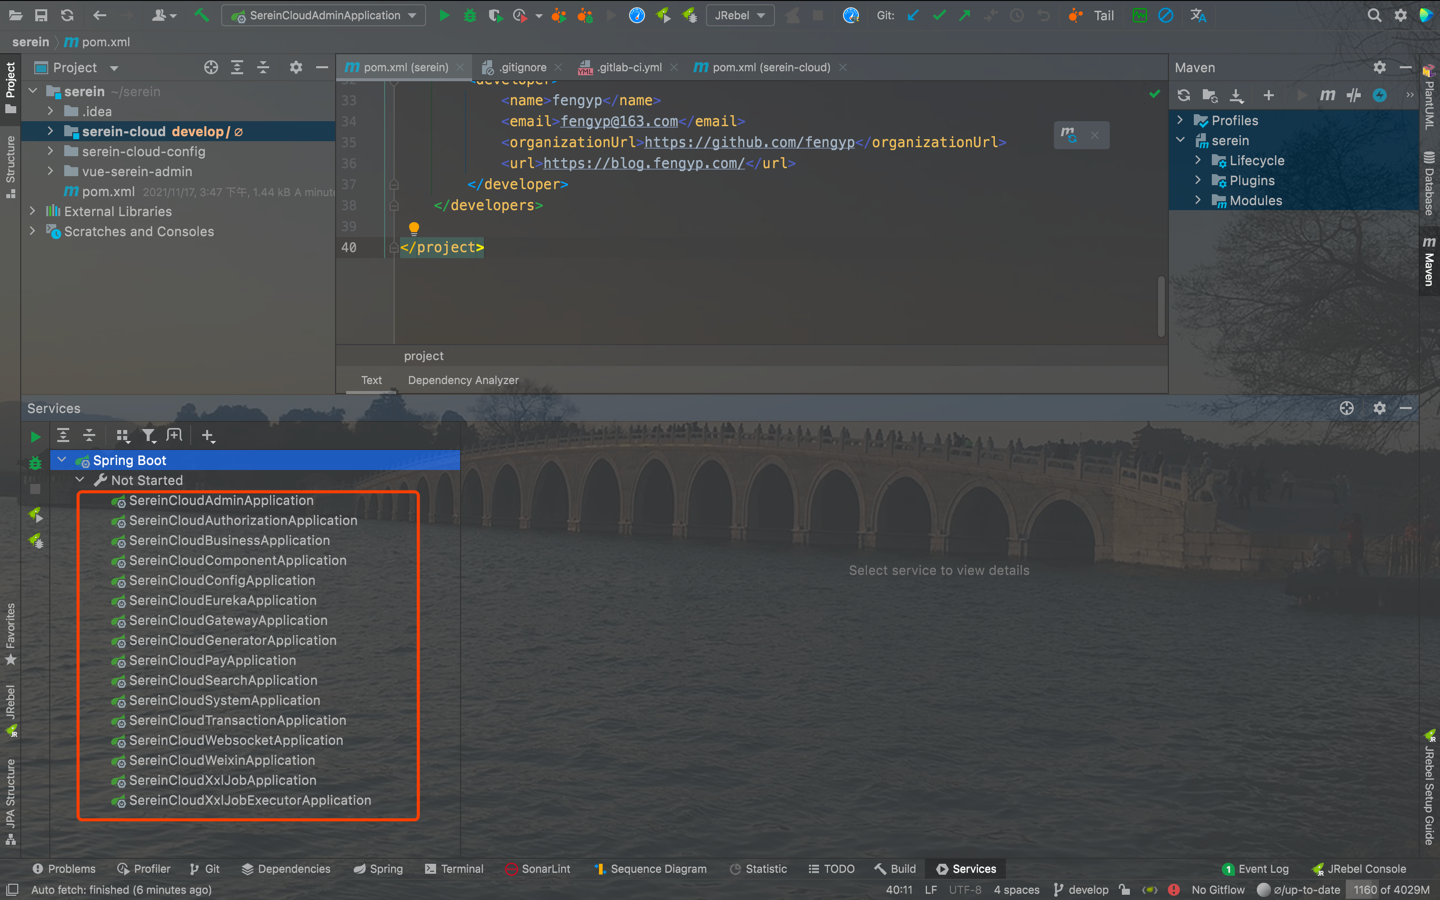 SereinCloudAdminApplication
JRebel
Git:
Tail
serein
pom.xml
Project
serein ~/serein
.idea
serein-cloud develop/ ∅
serein-cloud-config
vue-serein-admin
pom.xml 2021/11/17, 3:47 下午, 1.44 kB A minute
External Libraries
Scratches and Consoles
pom.xml (serein)
.gitignore
.gitlab-ci.yml
pom.xml (serein-cloud)
<developer>
33 <name>fengyp</name>
34 <email>fengyp@163.com</email>
35 <organizationUrl>https://github.com/fengyp</organizationUrl>
36 <url>https://blog.fengyp.com/</url>
37 </developer>
38 </developers>
39
40 </project>
project
Text
Dependency Analyzer
Maven
Profiles
serein
Lifecycle
Plugins
Modules
Project
Structure
Favorites
JRebel
JPA Structure
PlantUML
Database
Maven
JRebel Setup Guide
Services
Spring Boot
Not Started
SereinCloudAdminApplication
SereinCloudAuthorizationApplication
SereinCloudBusinessApplication
SereinCloudComponentApplication
SereinCloudConfigApplication
SereinCloudEurekaApplication
SereinCloudGatewayApplication
SereinCloudGeneratorApplication
SereinCloudPayApplication
SereinCloudSearchApplication
SereinCloudSystemApplication
SereinCloudTransactionApplication
SereinCloudWebsocketApplication
SereinCloudWeixinApplication
SereinCloudXxlJobApplication
SereinCloudXxlJobExecutorApplication
Select service to view details
Problems
Profiler
Git
Dependencies
Spring
Terminal
SonarLint
Sequence Diagram
Statistic
TODO
Build
Services
1 Event Log
JRebel Console
Auto fetch: finished (6 minutes ago)
40:11
LF
UTF-8
4 spaces
develop
No Gitflow
∅/up-to-date
1160 of 4029M